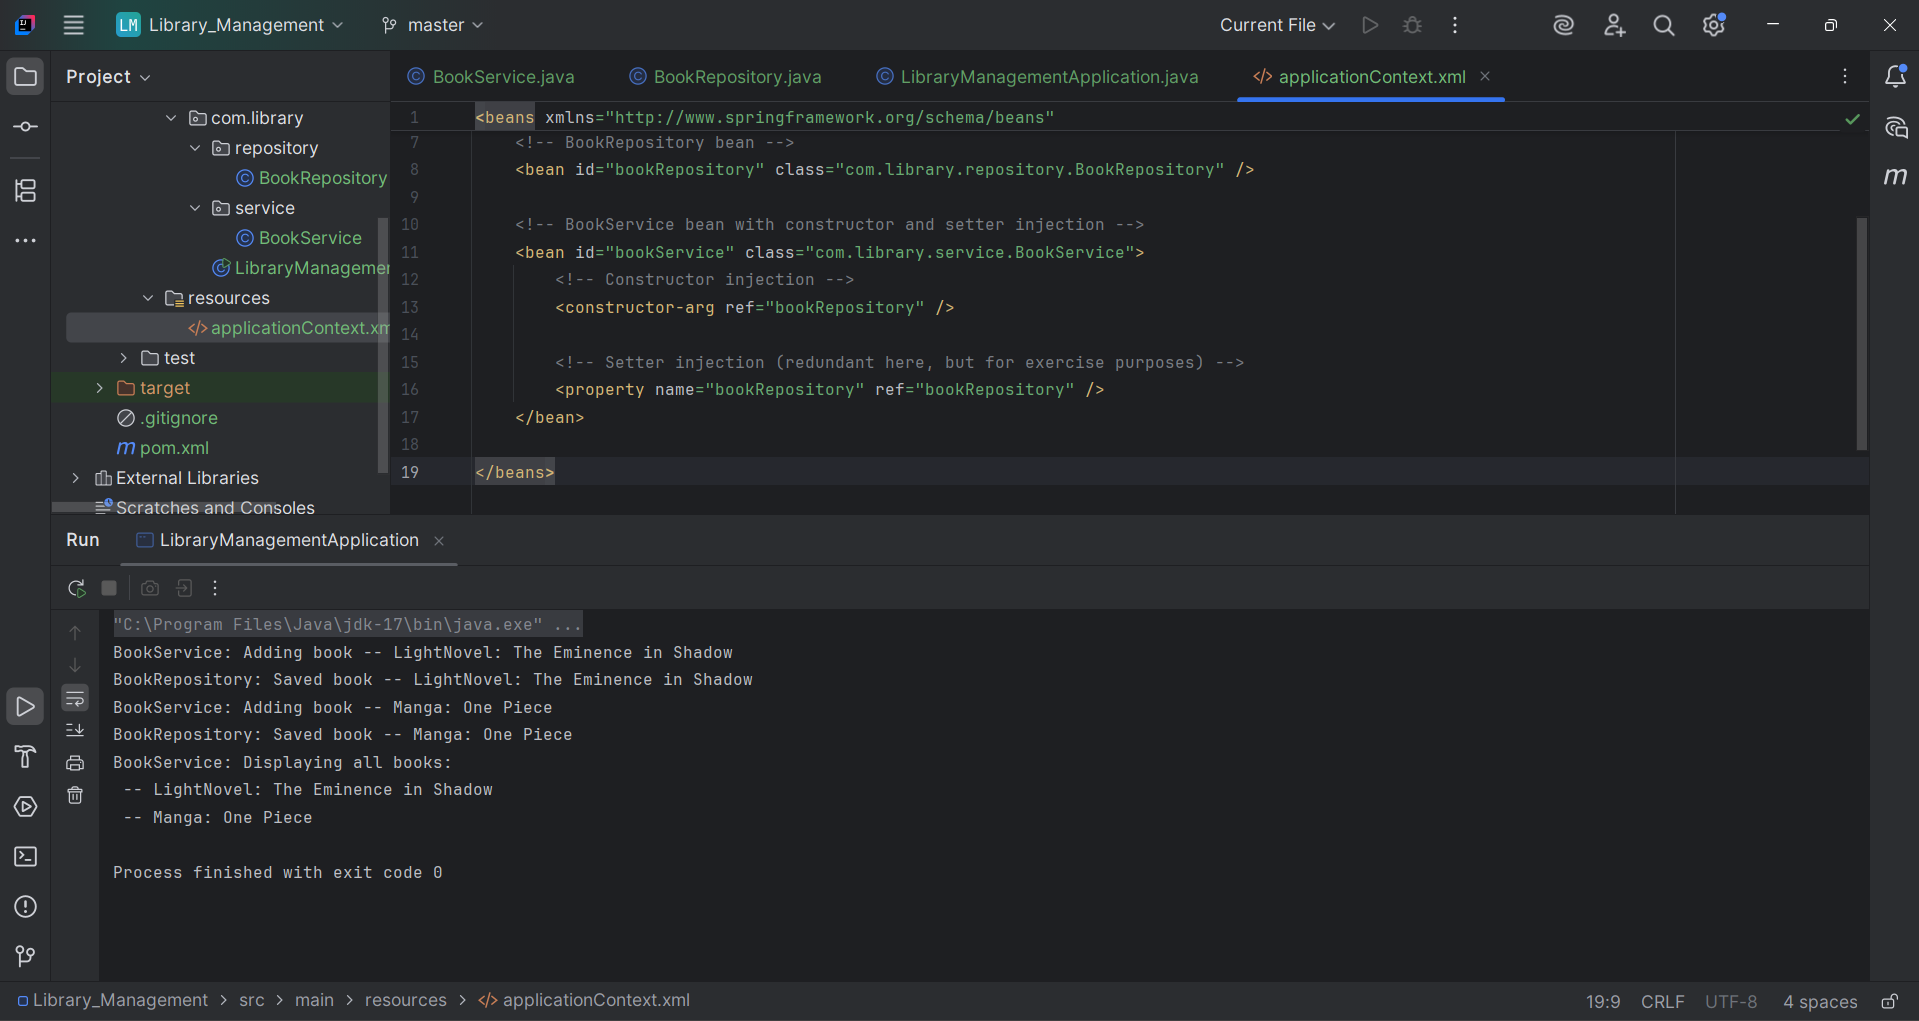 LM Library_Management master Current File
Project
com.library
repository
BookRepository
service
BookService
LibraryManagemer
resources
applicationContext.xm
test
target
.gitignore
m pom.xml
External Libraries
Scratches and Consoles
BookService.java BookRepository.java LibraryManagementApplication.java applicationContext.xml
1 <beans xmlns="http://www.springframework.org/schema/beans"
7 <!-- BookRepository bean -->
8 <bean id="bookRepository" class="com.library.repository.BookRepository" />
9
10 <!-- BookService bean with constructor and setter injection -->
11 <bean id="bookService" class="com.library.service.BookService">
12 <!-- Constructor injection -->
13 <constructor-arg ref="bookRepository" />
14
15 <!-- Setter injection (redundant here, but for exercise purposes) -->
16 <property name="bookRepository" ref="bookRepository" />
17 </bean>
18
19 </beans>
m
Run LibraryManagementApplication
"C:\Program Files\Java\jdk-17\bin\java.exe" ...
BookService: Adding book -- LightNovel: The Eminence in Shadow
BookRepository: Saved book -- LightNovel: The Eminence in Shadow
BookService: Adding book -- Manga: One Piece
BookRepository: Saved book -- Manga: One Piece
BookService: Displaying all books:
-- LightNovel: The Eminence in Shadow
-- Manga: One Piece
Process finished with exit code 0
Library_Management > src > main > resources > applicationContext.xml 19:9 CRLF UTF-8 4 spaces